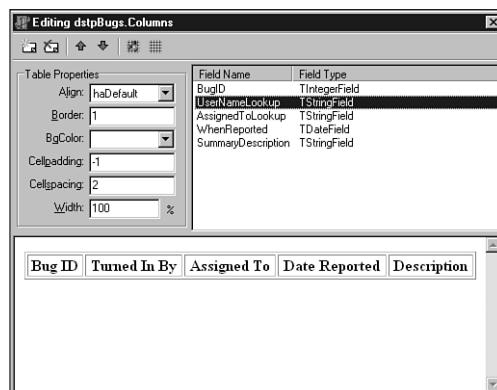 Editing dstpBugs.Columns
Table Properties
Align: haDefault
Border: 1
BgColor:
Cellpadding: -1
Cellspacing: 2
Width: 100 %
Field Name Field Type
BugID TIntegerField
UserNameLookup TStringField
AssignedToLookup TStringField
WhenReported TDateField
SummaryDescription TStringField
Bug ID Turned In By Assigned To Date Reported Description